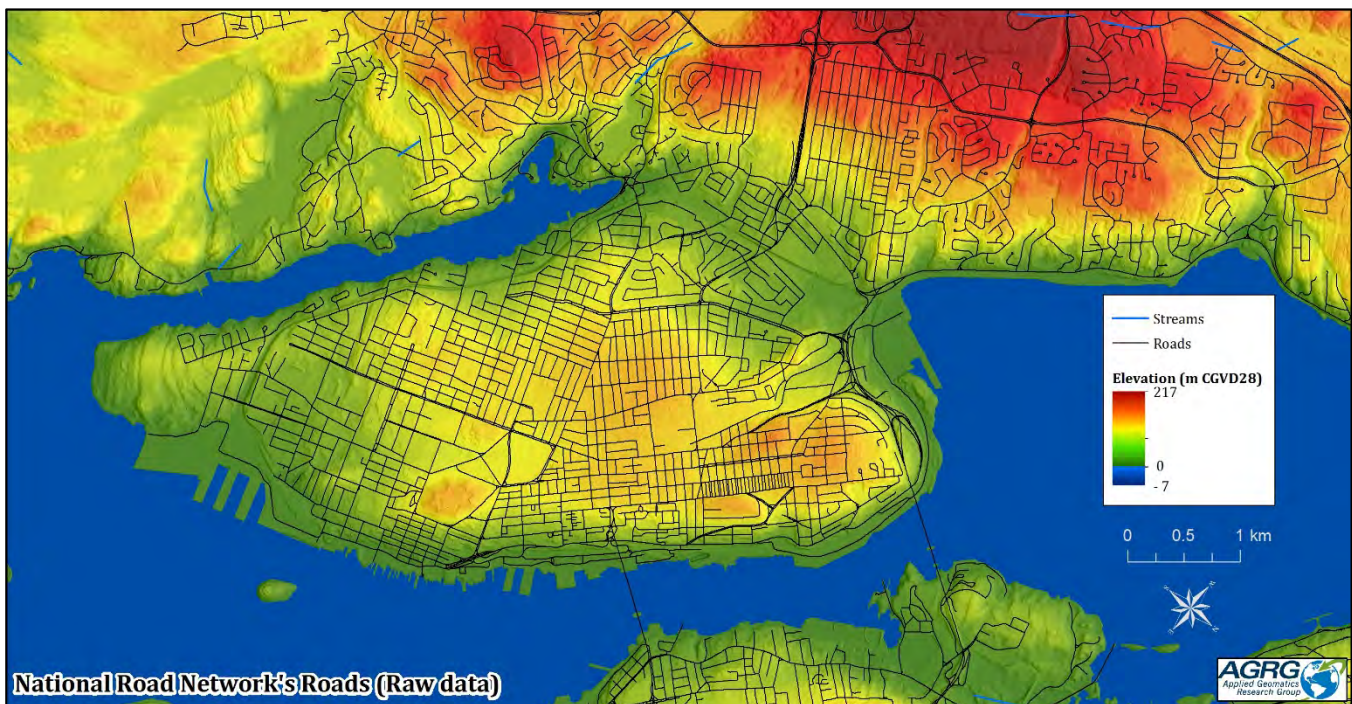 Streams
Roads
Elevation (m CGVD28)
217
0
- 7
0 0.5 1 km
National Road Network's Roads (Raw data)
AGRG
Applied Geomatics
Research Group